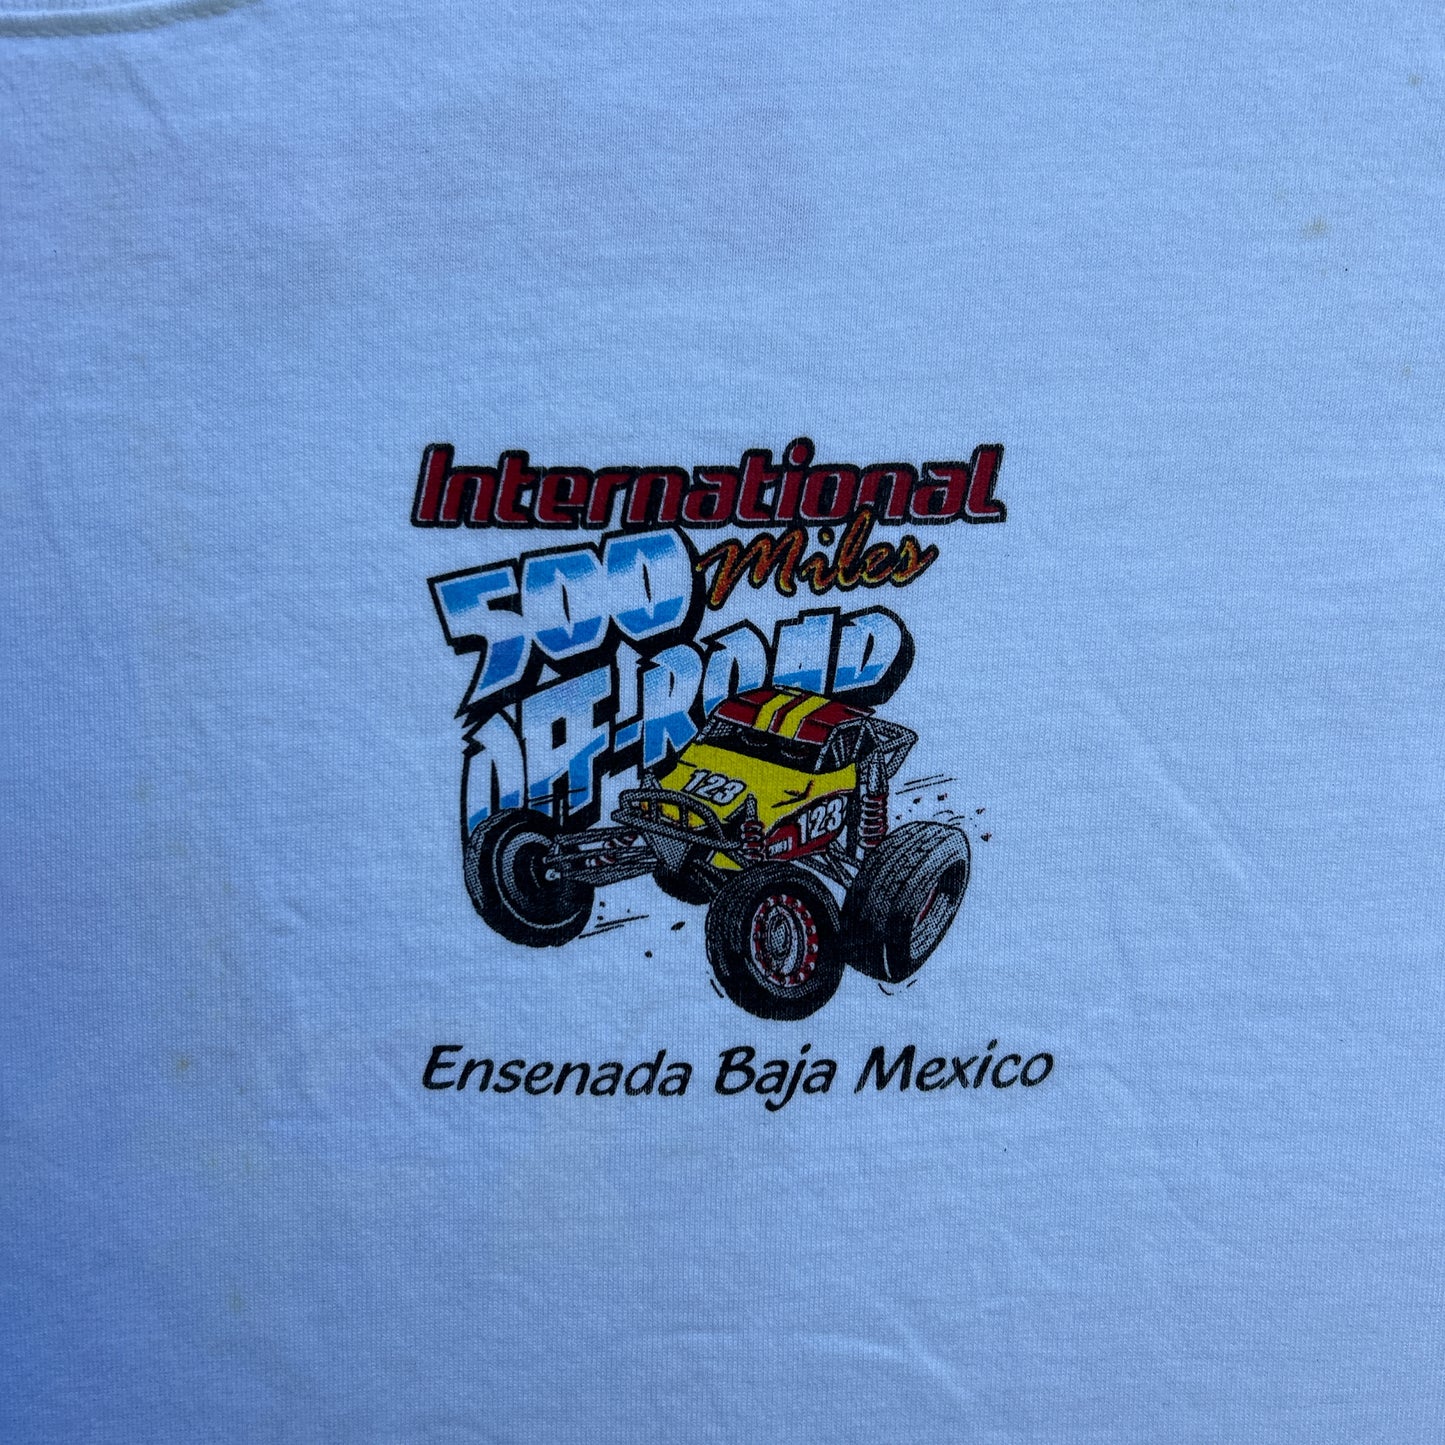 International
500 Miles
OFF-ROAD
123
123
Ensenada Baja Mexico